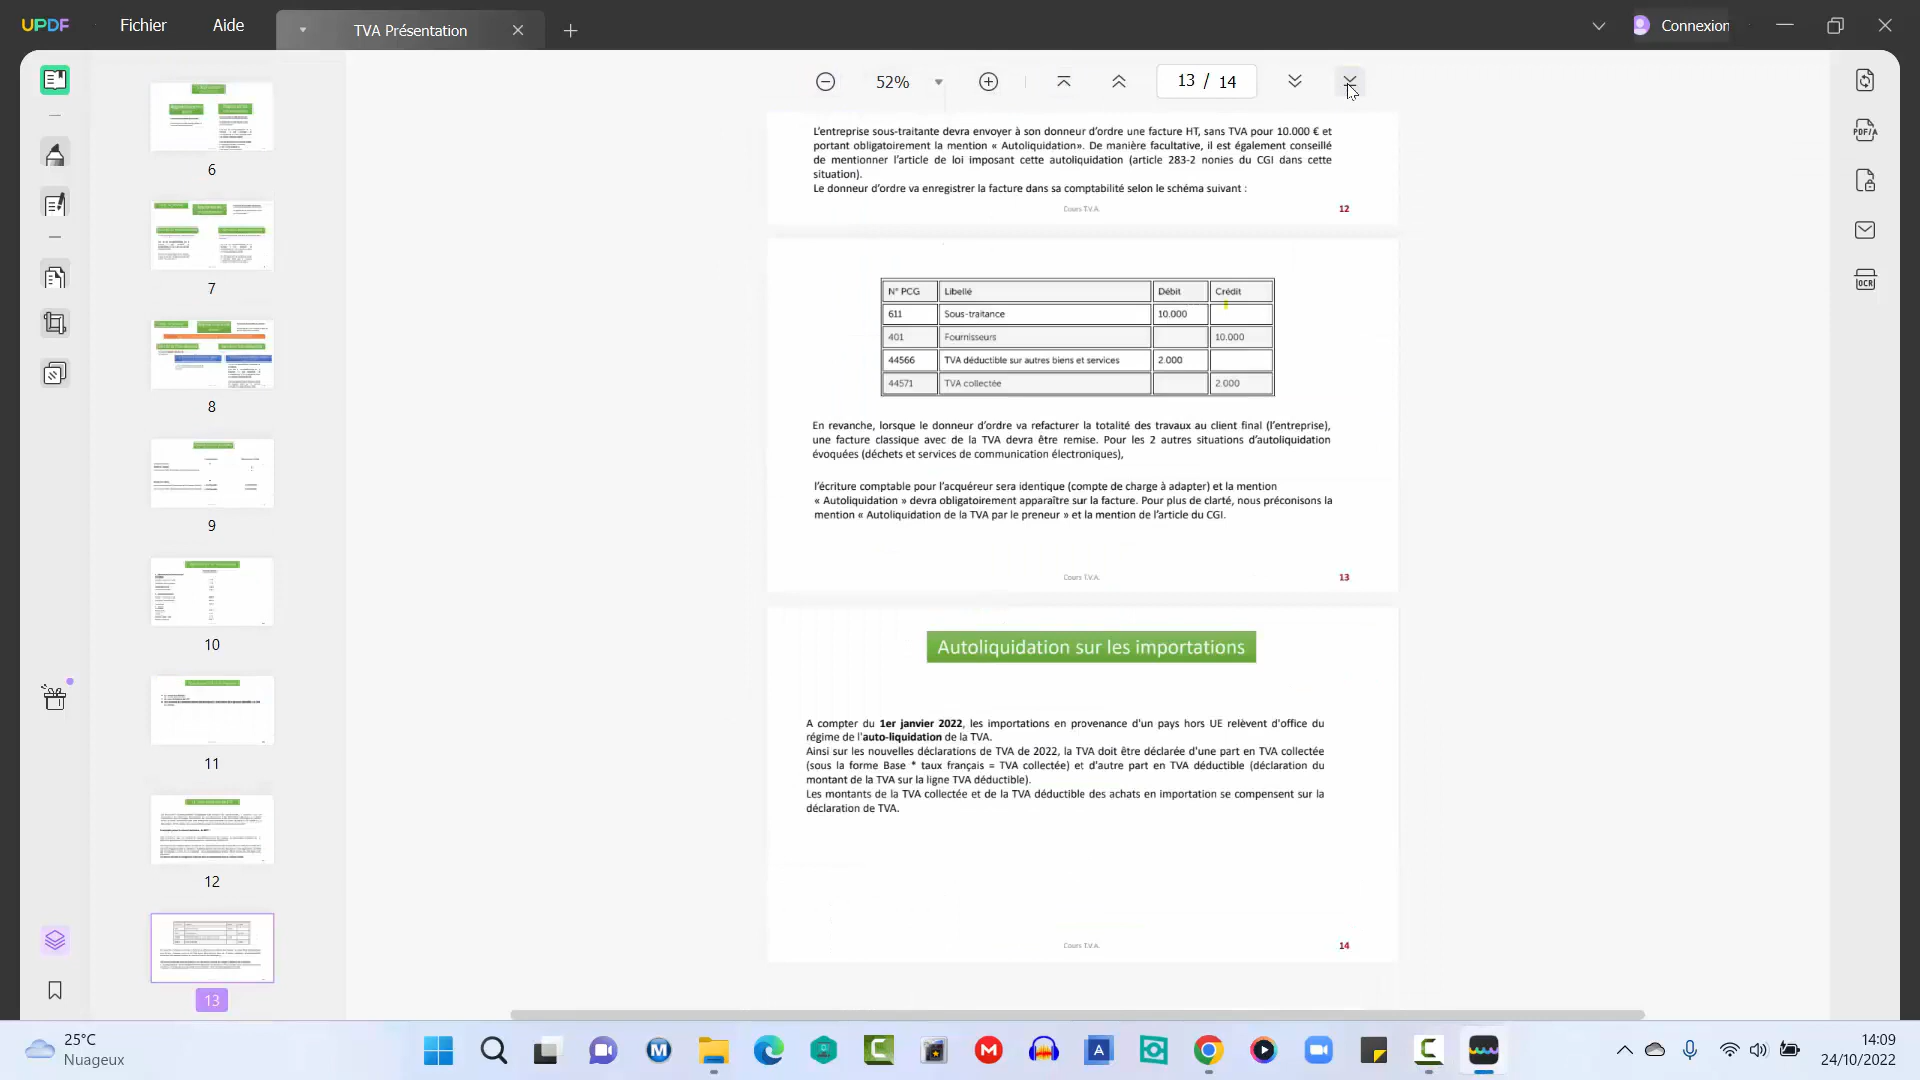 UPDF
Fichier
Aide
TVA Présentation
Connexion
52%
13 / 14
L'entreprise sous-traitante devra envoyer à son donneur d'ordre une facture HT, sans TVA pour 10.000 € et
portant obligatoirement la mention « Autoliquidation». De manière facultative, il est également conseillé
de mentionner l'article de loi imposant cette autoliquidation (article 283-2 nonies du CGI dans cette
situation).
Le donneur d'ordre va enregistrer la facture dans sa comptabilité selon le schéma suivant :
Cours T.V.A.
12
N° PCG Libellé Débit Crédit
611 Sous-traitance 10.000
401 Fournisseurs 10.000
44566 TVA déductible sur autres biens et services 2.000
44571 TVA collectée 2.000
En revanche, lorsque le donneur d'ordre va refacturer la totalité des travaux au client final (l'entreprise),
une facture classique avec de la TVA devra être remise. Pour les 2 autres situations d'autoliquidation
évoquées (déchets et services de communication électroniques),
l'écriture comptable pour l'acquéreur sera identique (compte de charge à adapter) et la mention
« Autoliquidation » devra obligatoirement apparaître sur la facture. Pour plus de clarté, nous préconisons la
mention « Autoliquidation de la TVA par le preneur » et la mention de l'article du CGI.
Cours T.V.A.
13
Autoliquidation sur les importations
A compter du 1er janvier 2022, les importations en provenance d'un pays hors UE relèvent d'office du
régime de l'auto-liquidation de la TVA.
Ainsi sur les nouvelles déclarations de TVA de 2022, la TVA doit être déclarée d'une part en TVA collectée
(sous la forme Base * taux français = TVA collectée) et d'autre part en TVA déductible (déclaration du
montant de la TVA sur la ligne TVA déductible).
Les montants de la TVA collectée et de la TVA déductible des achats en importation se compensent sur la
déclaration de TVA.
Cours T.V.A.
14
6
7
8
9
10
11
12
13
PDF/A
OCR
25°C
Nuageux
14:09
24/10/2022